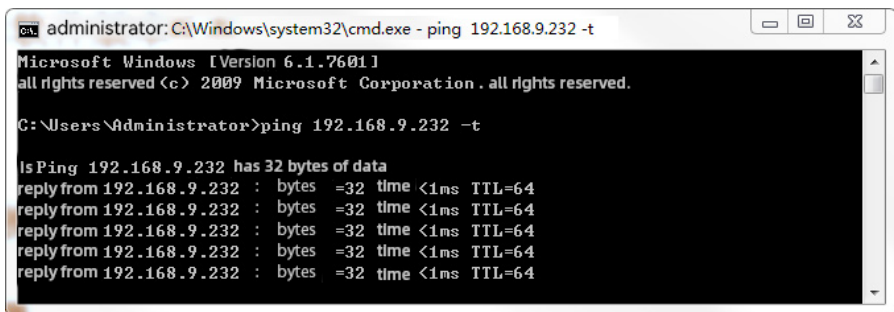 administrator: C:\Windows\system32\cmd.exe - ping 192.168.9.232 -t
Microsoft Windows [Version 6.1.7601]
all rights reserved <c> 2009 Microsoft Corporation. all rights reserved.
C:\Users\Administrator>ping 192.168.9.232 -t
Is Ping 192.168.9.232 has 32 bytes of data
reply from 192.168.9.232 : bytes =32 time <1ms TTL=64
reply from 192.168.9.232 : bytes =32 time <1ms TTL=64
reply from 192.168.9.232 : bytes =32 time <1ms TTL=64
reply from 192.168.9.232 : bytes =32 time <1ms TTL=64
reply from 192.168.9.232 : bytes =32 time <1ms TTL=64